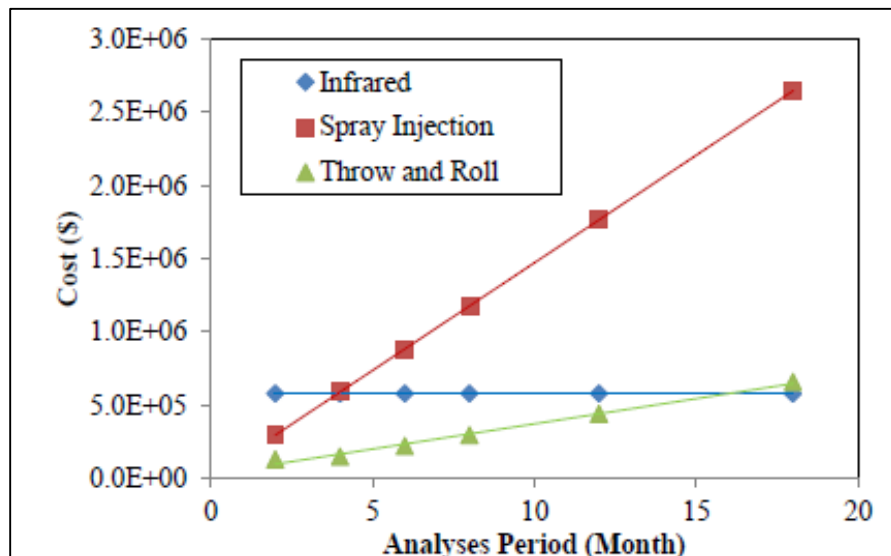 3.0E+06
2.5E+06
2.0E+06
1.5E+06
1.0E+06
5.0E+05
0.0E+00
Cost ($)
Infrared
Spray Injection
Throw and Roll
0 5 10 15 20
Analyses Period (Month)